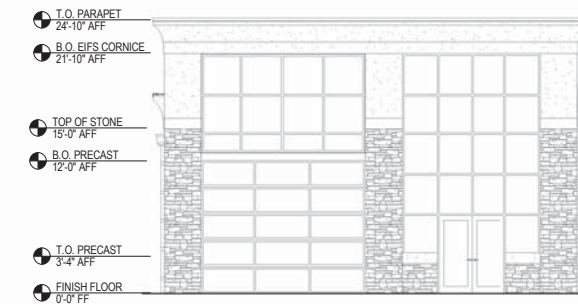 T.O. PARAPET
24'-10" AFF
B.O. EIFS CORNICE
21'-10" AFF
TOP OF STONE
15'-0" AFF
B.O. PRECAST
12'-0" AFF
T.O. PRECAST
3'-4" AFF
FINISH FLOOR
0'-0" FF